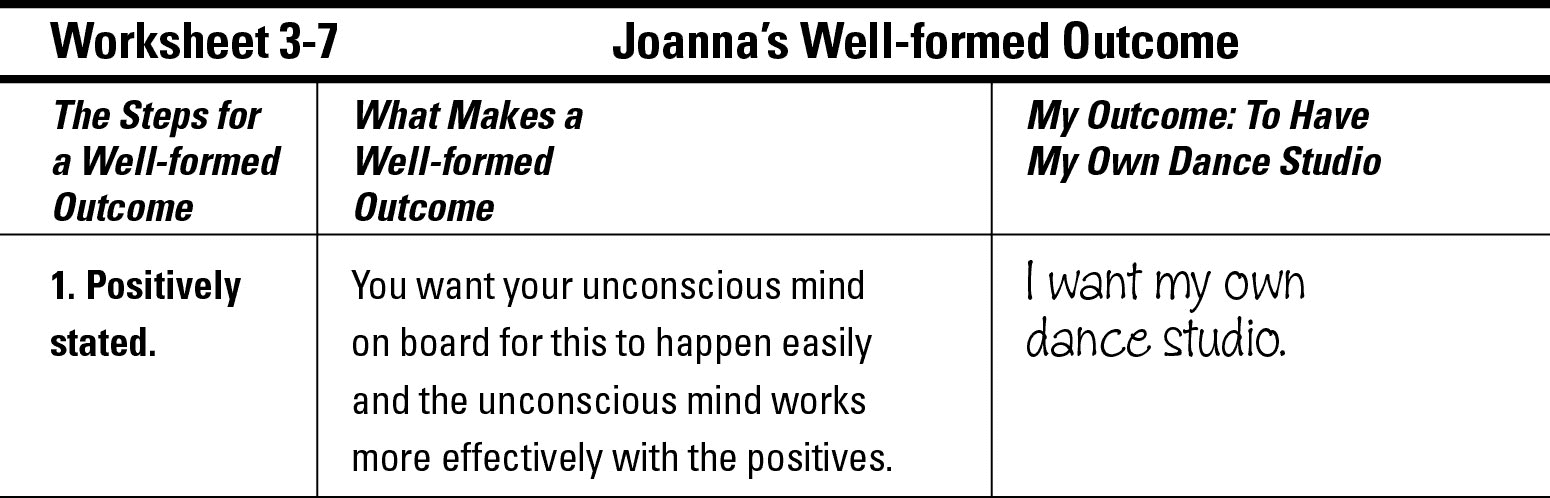 Worksheet 3-7 Joanna’s Well-formed Outcome
The Steps for
a Well-formed
Outcome
What Makes a
Well-formed
Outcome
My Outcome: To Have
My Own Dance Studio
1. Positively
stated.
You want your unconscious mind
on board for this to happen easily
and the unconscious mind works
more effectively with the positives.
I want my own
dance studio.